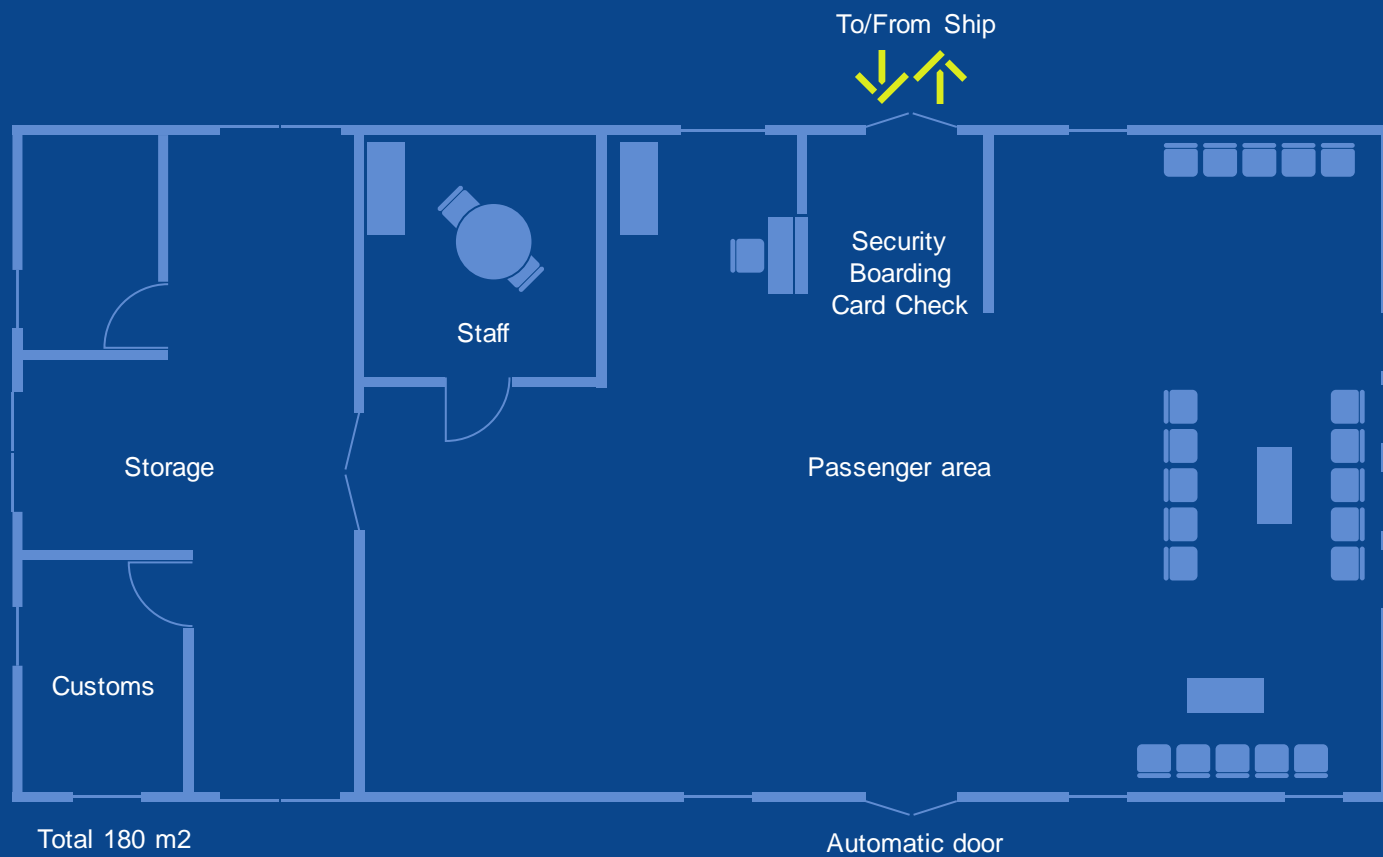 To/From Ship
Security
Boarding
Card Check
Staff
Storage
Passenger area
Customs
Total 180 m2
Automatic door